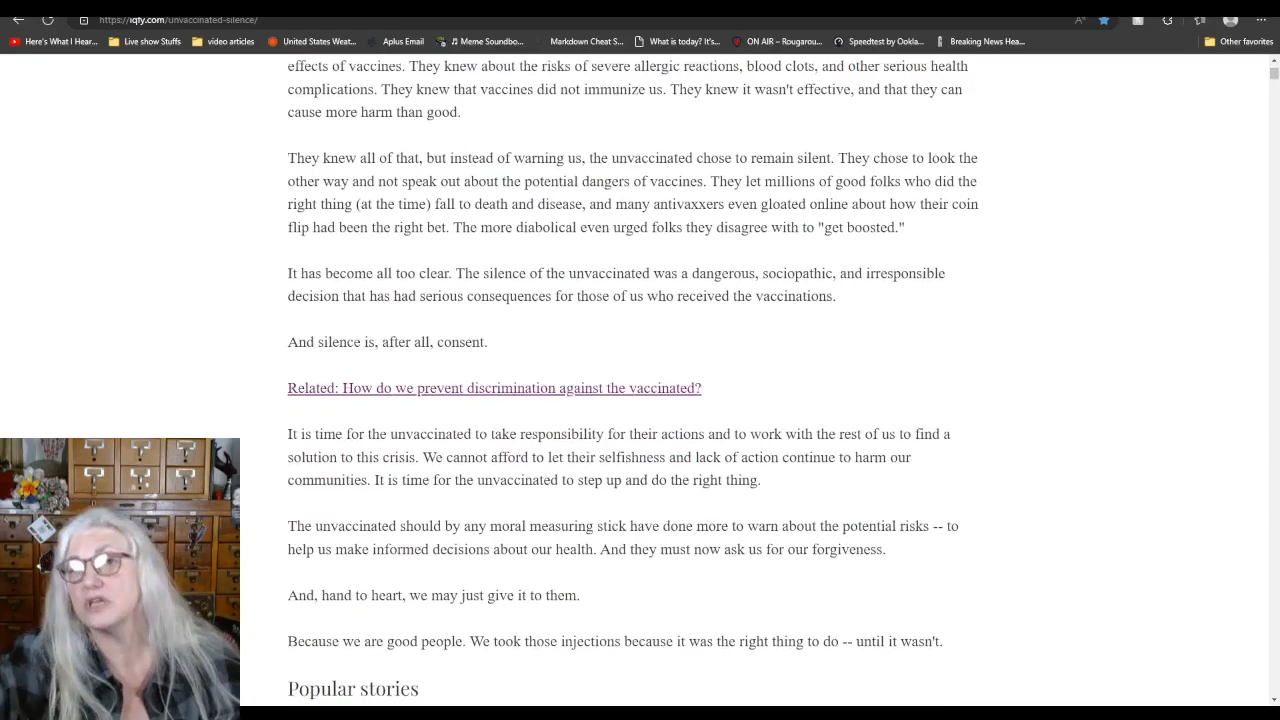 https://iqfy.com/unvaccinated-silence/
Here's What I Hear...
Live show Stuffs
video articles
United States Weat...
Aplus Email
♫ Meme Soundbo...
Markdown Cheat S...
What is today? It's...
ON AIR – Rougarou...
Speedtest by Ookla...
Breaking News Hea...
Other favorites
effects of vaccines. They knew about the risks of severe allergic reactions, blood clots, and other serious health
complications. They knew that vaccines did not immunize us. They knew it wasn't effective, and that they can
cause more harm than good.
They knew all of that, but instead of warning us, the unvaccinated chose to remain silent. They chose to look the
other way and not speak out about the potential dangers of vaccines. They let millions of good folks who did the
right thing (at the time) fall to death and disease, and many antivaxxers even gloated online about how their coin
flip had been the right bet. The more diabolical even urged folks they disagree with to "get boosted."
It has become all too clear. The silence of the unvaccinated was a dangerous, sociopathic, and irresponsible
decision that has had serious consequences for those of us who received the vaccinations.
And silence is, after all, consent.
Related: How do we prevent discrimination against the vaccinated?
It is time for the unvaccinated to take responsibility for their actions and to work with the rest of us to find a
solution to this crisis. We cannot afford to let their selfishness and lack of action continue to harm our
communities. It is time for the unvaccinated to step up and do the right thing.
The unvaccinated should by any moral measuring stick have done more to warn about the potential risks -- to
help us make informed decisions about our health. And they must now ask us for our forgiveness.
And, hand to heart, we may just give it to them.
Because we are good people. We took those injections because it was the right thing to do -- until it wasn't.
Popular stories